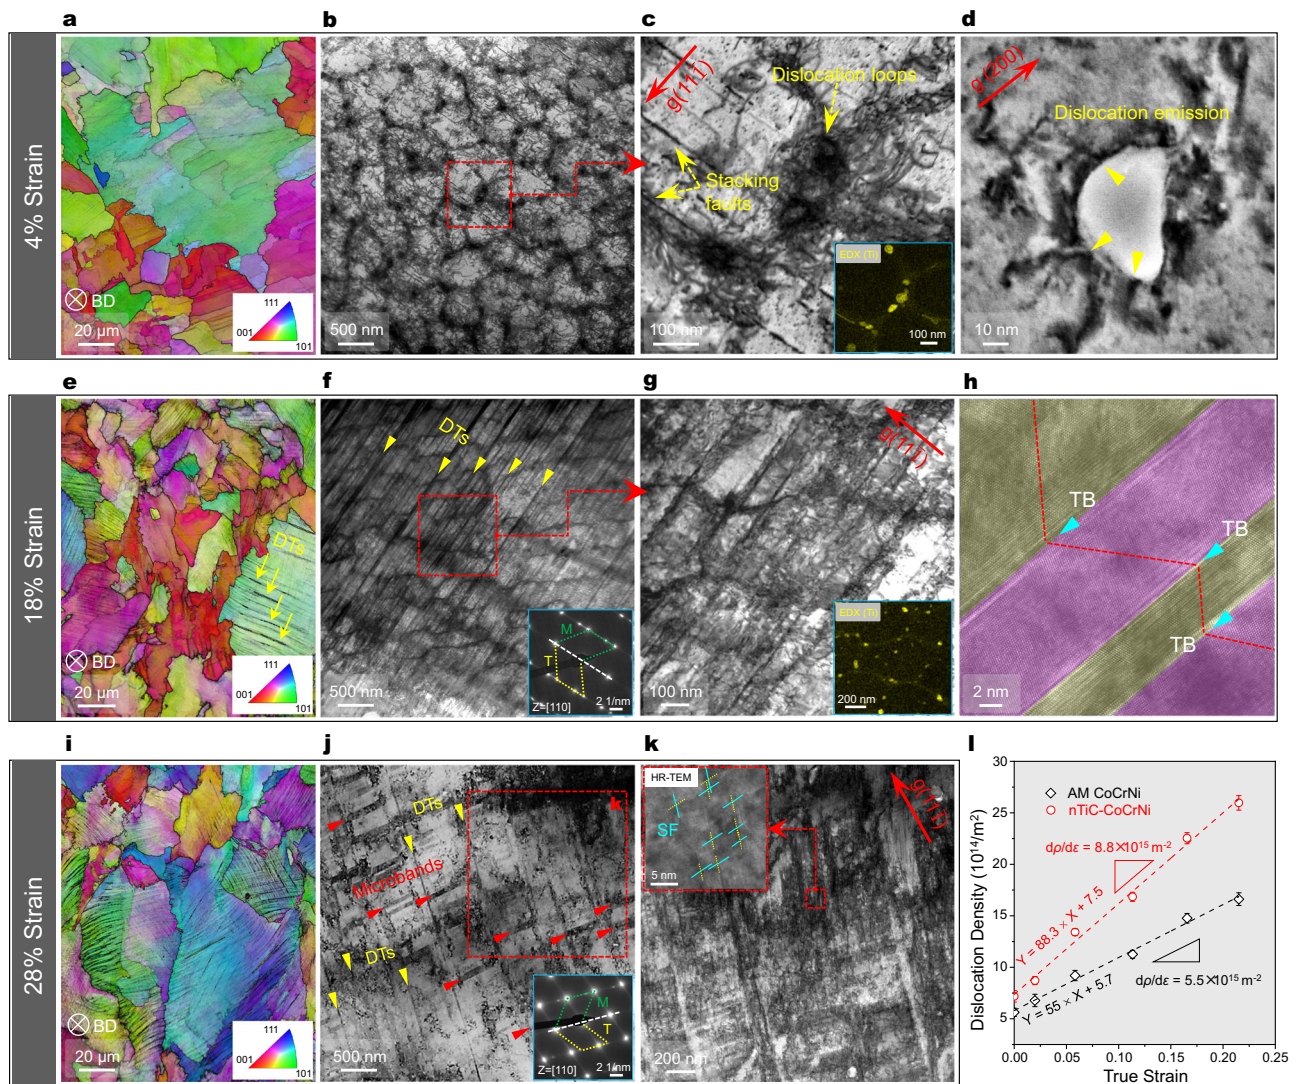 a
b
c
d
4% Strain
BD
20 μm
111
001
101
500 nm
g(111̄)
Dislocation loops
Stacking
faults
EDX (Ti)
100 nm
100 nm
g (200)
Dislocation emission
10 nm
e
f
g
h
18% Strain
DTs
BD
20 μm
111
001
101
DTs
500 nm
M
T
Z=[110]
2 1/nm
g(111̄)
EDX (Ti)
200 nm
100 nm
TB
TB
TB
2 nm
i
j
k
l
28% Strain
BD
20 μm
111
001
101
DTs
k
Microbands
DTs
500 nm
M
T
Z=[110]
2 1/nm
HR-TEM
SF
5 nm
g(111̄)
200 nm
Dislocation Density (10¹⁴/m²)
30
25
20
15
10
5
AM CoCrNi
nTiC-CoCrNi
dρ/dε = 8.8×10¹⁵ m⁻²
Y = 88.3 × X + 7.5
Y = 55 × X + 5.7
dρ/dε = 5.5×10¹⁵ m⁻²
0.00 0.05 0.10 0.15 0.20 0.25
True Strain